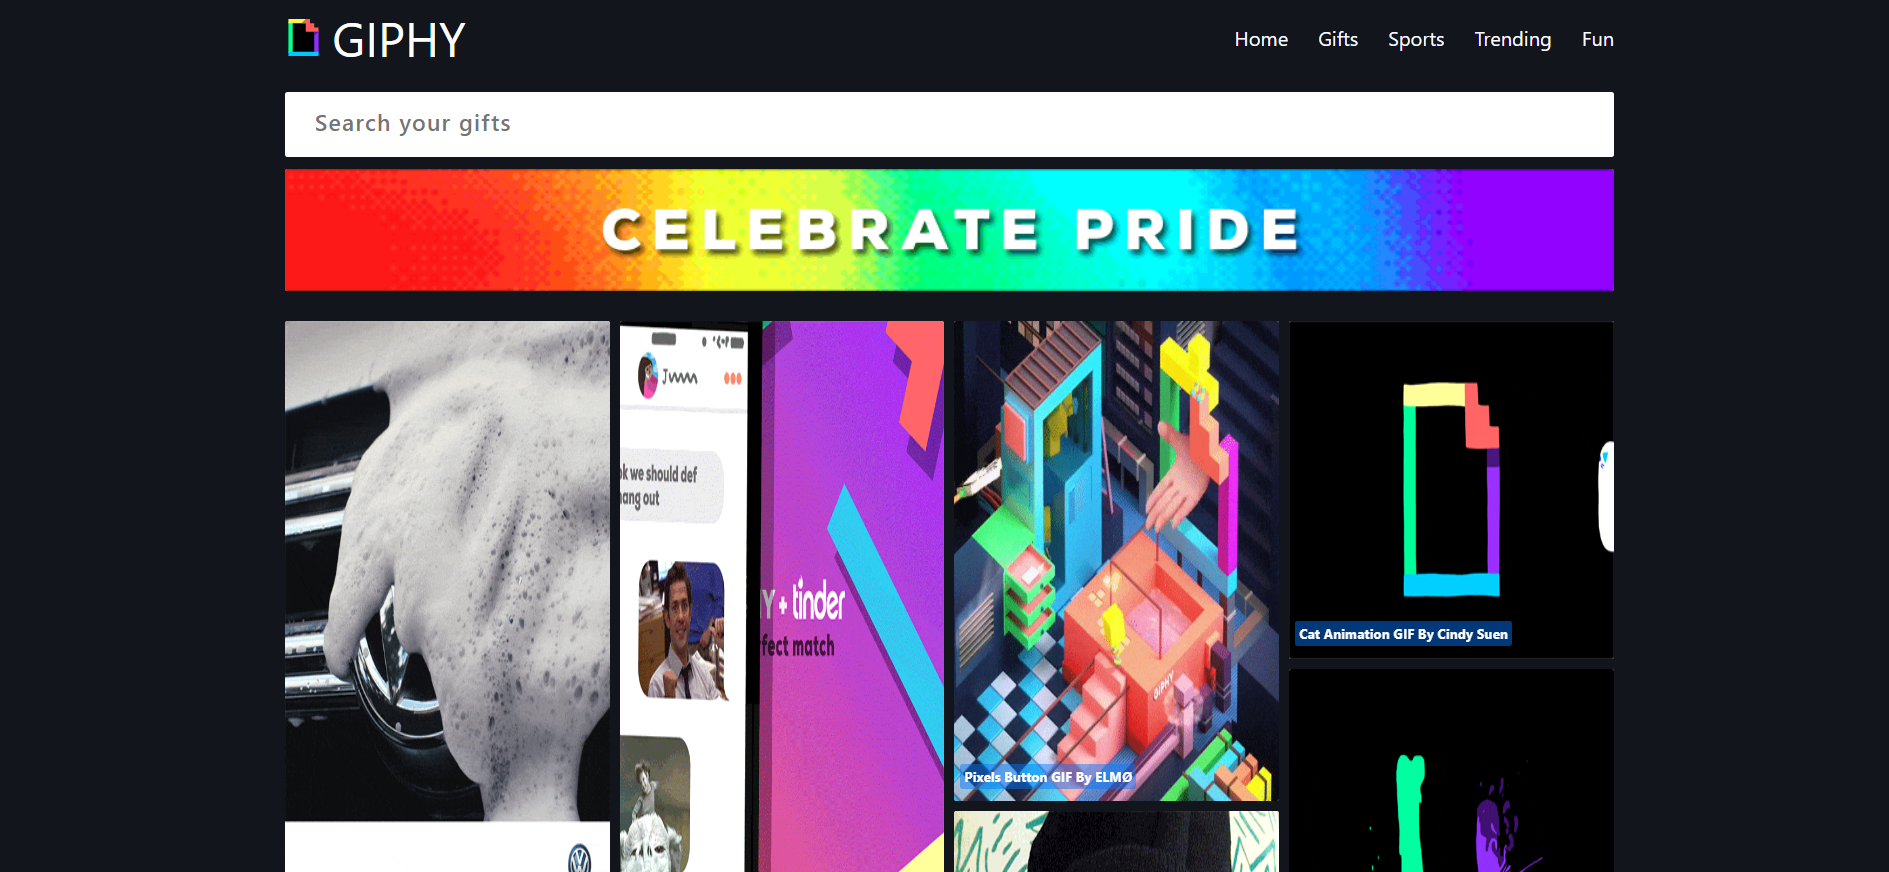 GIPHY
Home Gifts Sports Trending Fun
Search your gifts
CELEBRATE PRIDE
k we should def
ang out
Y + tinder
fect match
GIPHY
Pixels Button GIF By ELMØ
Cat Animation GIF By Cindy Suen